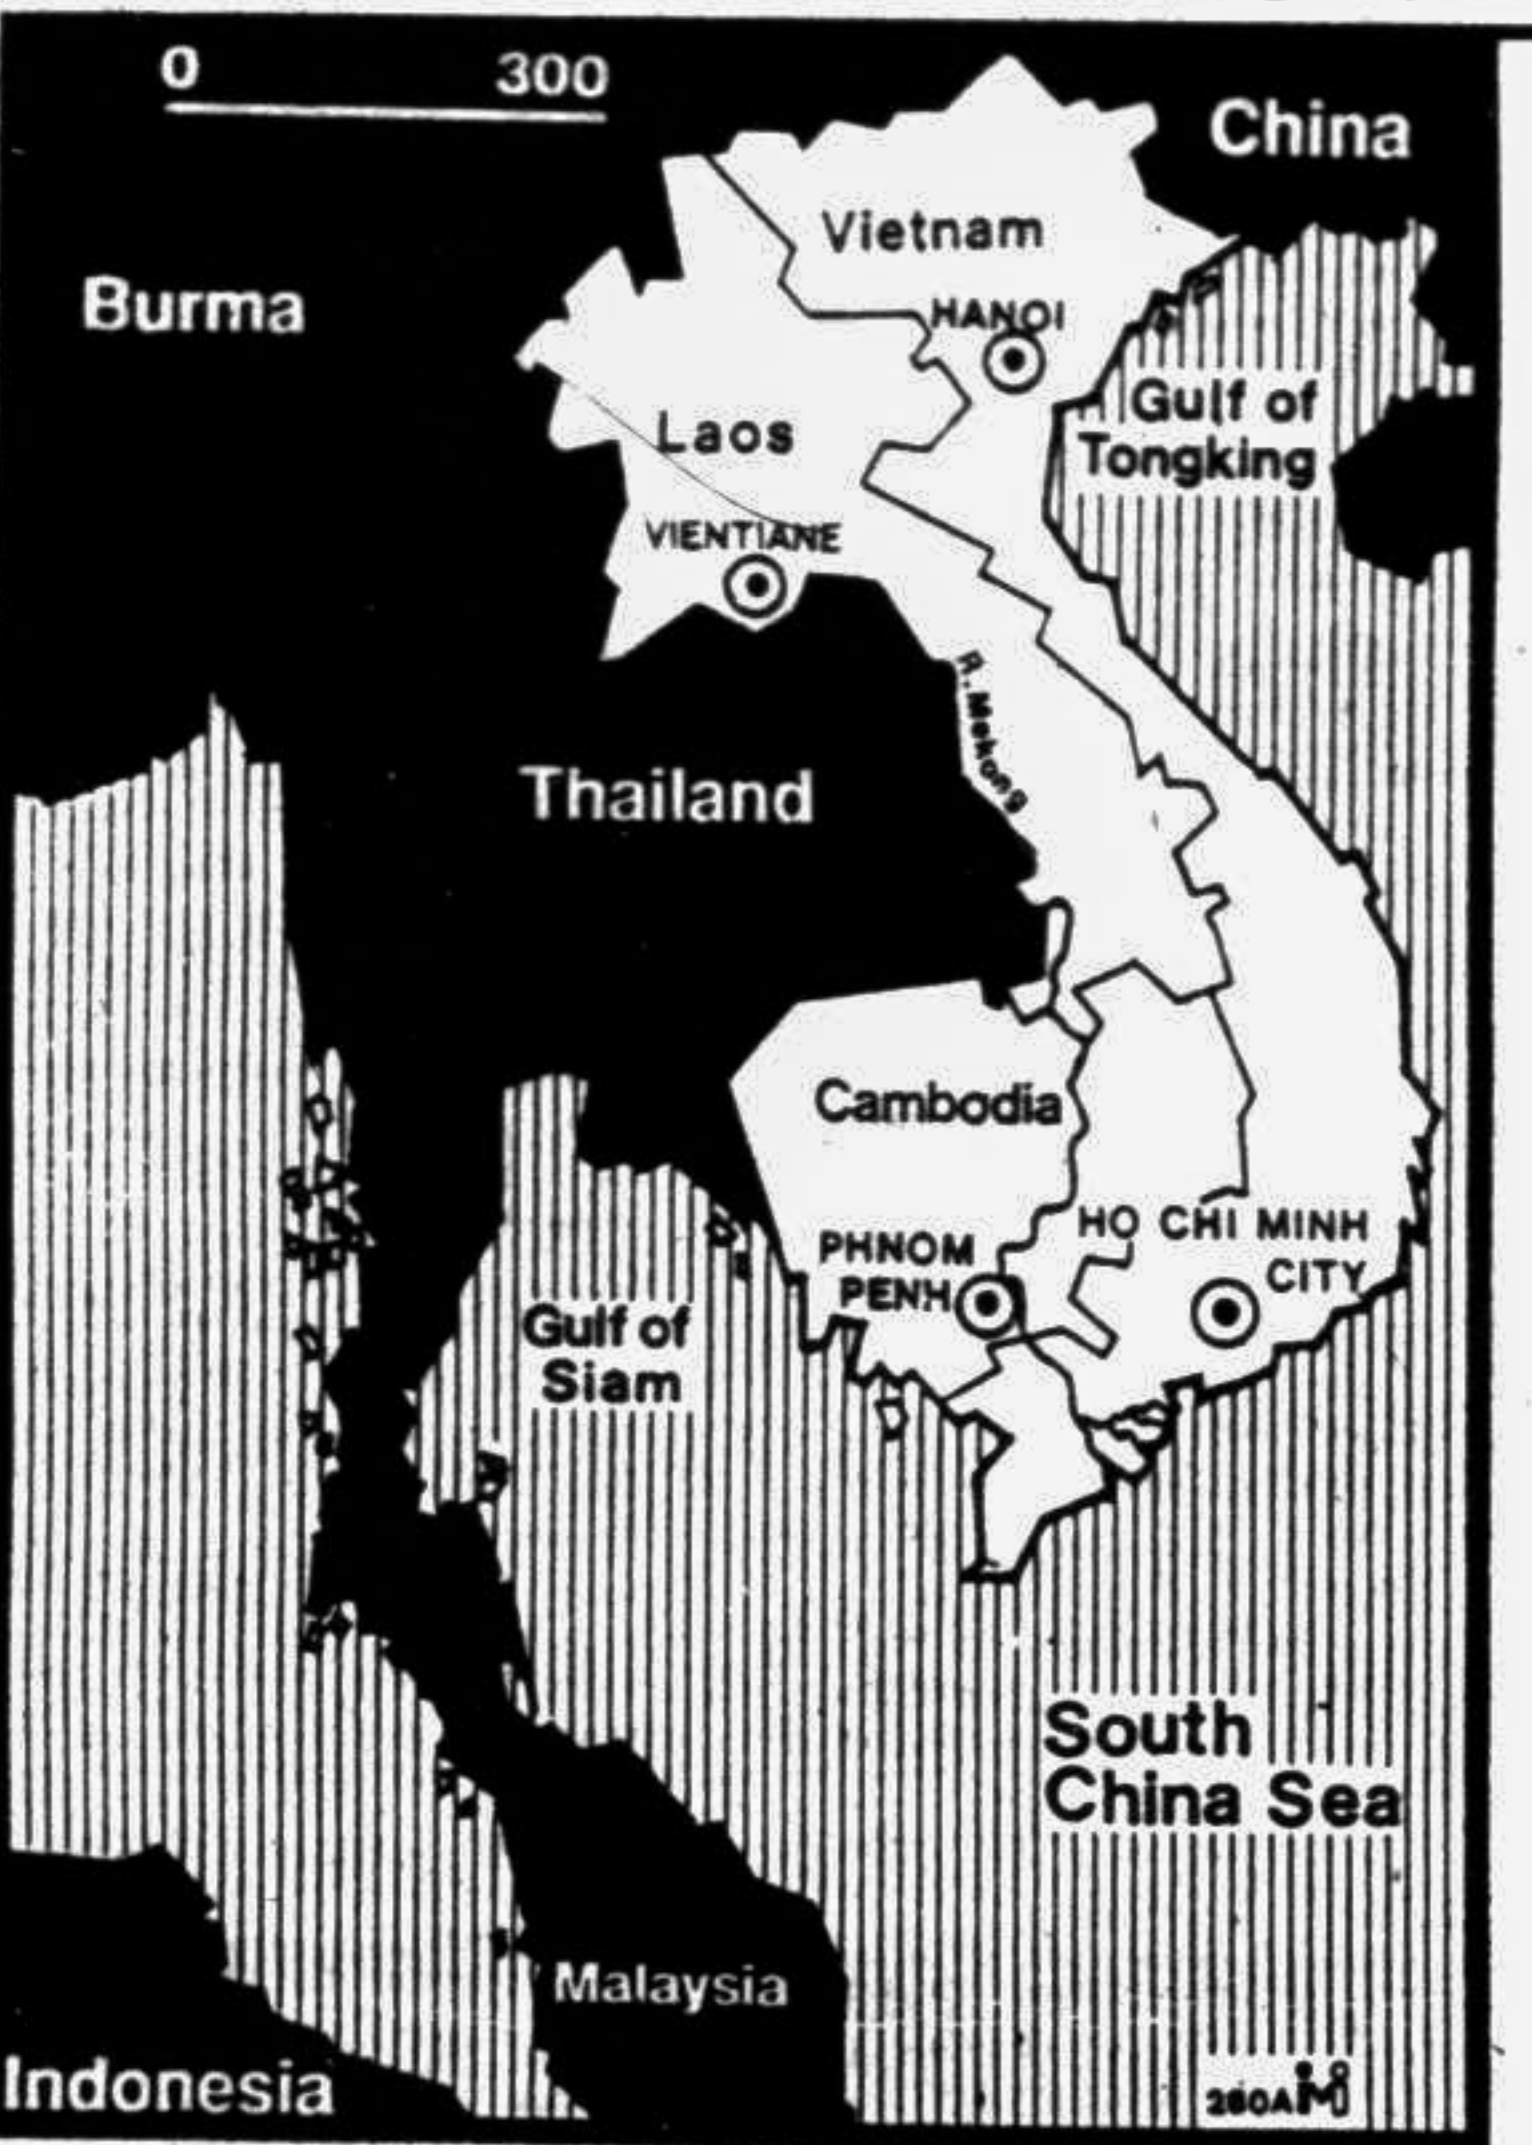 0 300
China
Vietnam
Burma
HANOI
Gulf of
Tongking
Laos
VIENTIANE
R. Mekong
Thailand
Cambodia
HO CHI MINH
CITY
PHNOM
PENH
Gulf of
Siam
South
China Sea
Malaysia
Indonesia